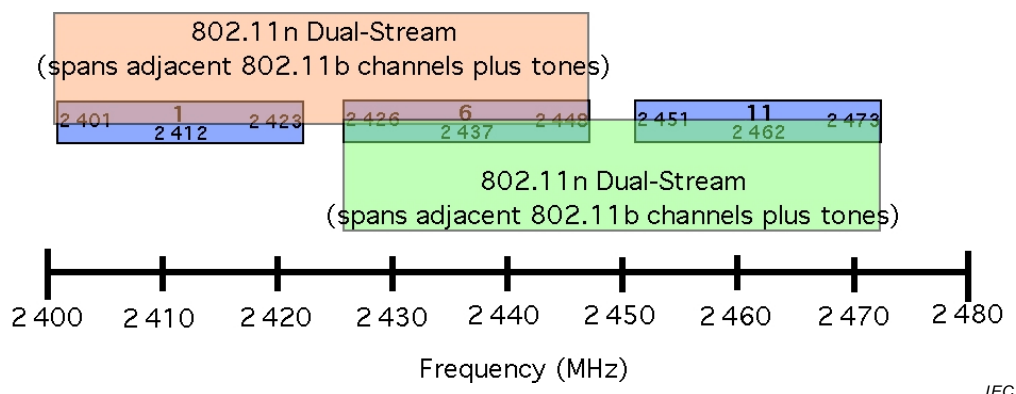 802.11n Dual-Stream
(spans adjacent 802.11b channels plus tones)
1 6 11
2 401 2 423 2 426 2 448 2 451 2 473
2 412 2 437 2 462
802.11n Dual-Stream
(spans adjacent 802.11b channels plus tones)
2 400 2 410 2 420 2 430 2 440 2 450 2 460 2 470 2 480
Frequency (MHz)
IEC